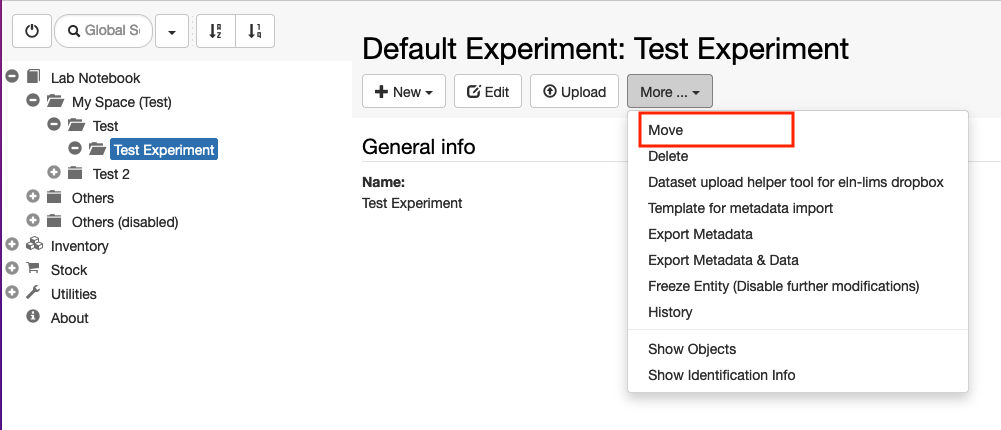 Global S
Default Experiment: Test Experiment
New
Edit
Upload
More ...
Lab Notebook
My Space (Test)
Test
Test Experiment
Test 2
Others
Others (disabled)
Inventory
Stock
Utilities
About
General info
Name:
Test Experiment
Move
Delete
Dataset upload helper tool for eln-lims dropbox
Template for metadata import
Export Metadata
Export Metadata & Data
Freeze Entity (Disable further modifications)
History
Show Objects
Show Identification Info